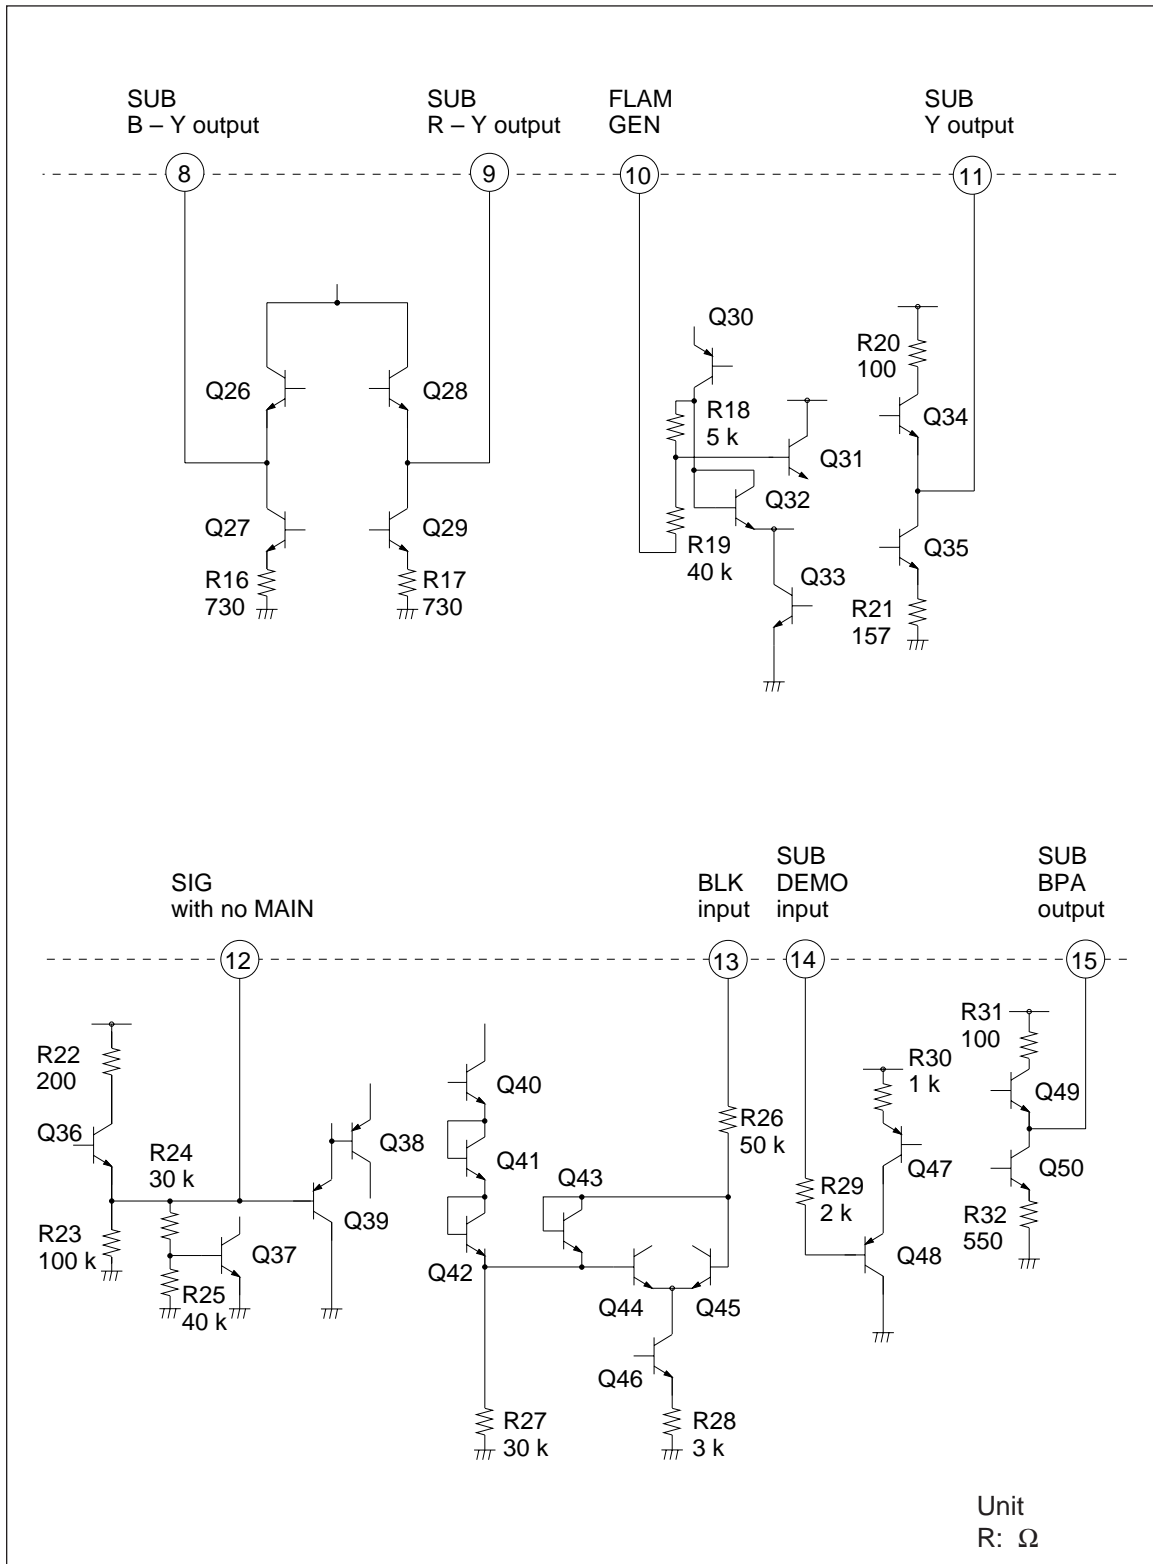 SUB
B – Y output
SUB
R – Y output
FLAM
GEN
SUB
Y output
8
9
10
11
Q30
R20
100
Q26
Q28
R18
5 k
Q34
Q31
Q32
Q27
Q29
R19
40 k
Q35
R16
730
R17
730
Q33
R21
157
SIG
with no MAIN
BLK
input
SUB
DEMO
input
SUB
BPA
output
12
13
14
15
R22
200
R31
100
R30
1 k
Q40
Q49
Q36
R24
30 k
Q38
R26
50 k
Q41
Q43
Q47
Q50
R29
2 k
Q39
R23
100 k
Q37
R32
550
Q42
Q48
R25
40 k
Q44
Q45
Q46
R27
30 k
R28
3 k
Unit
R: Ω